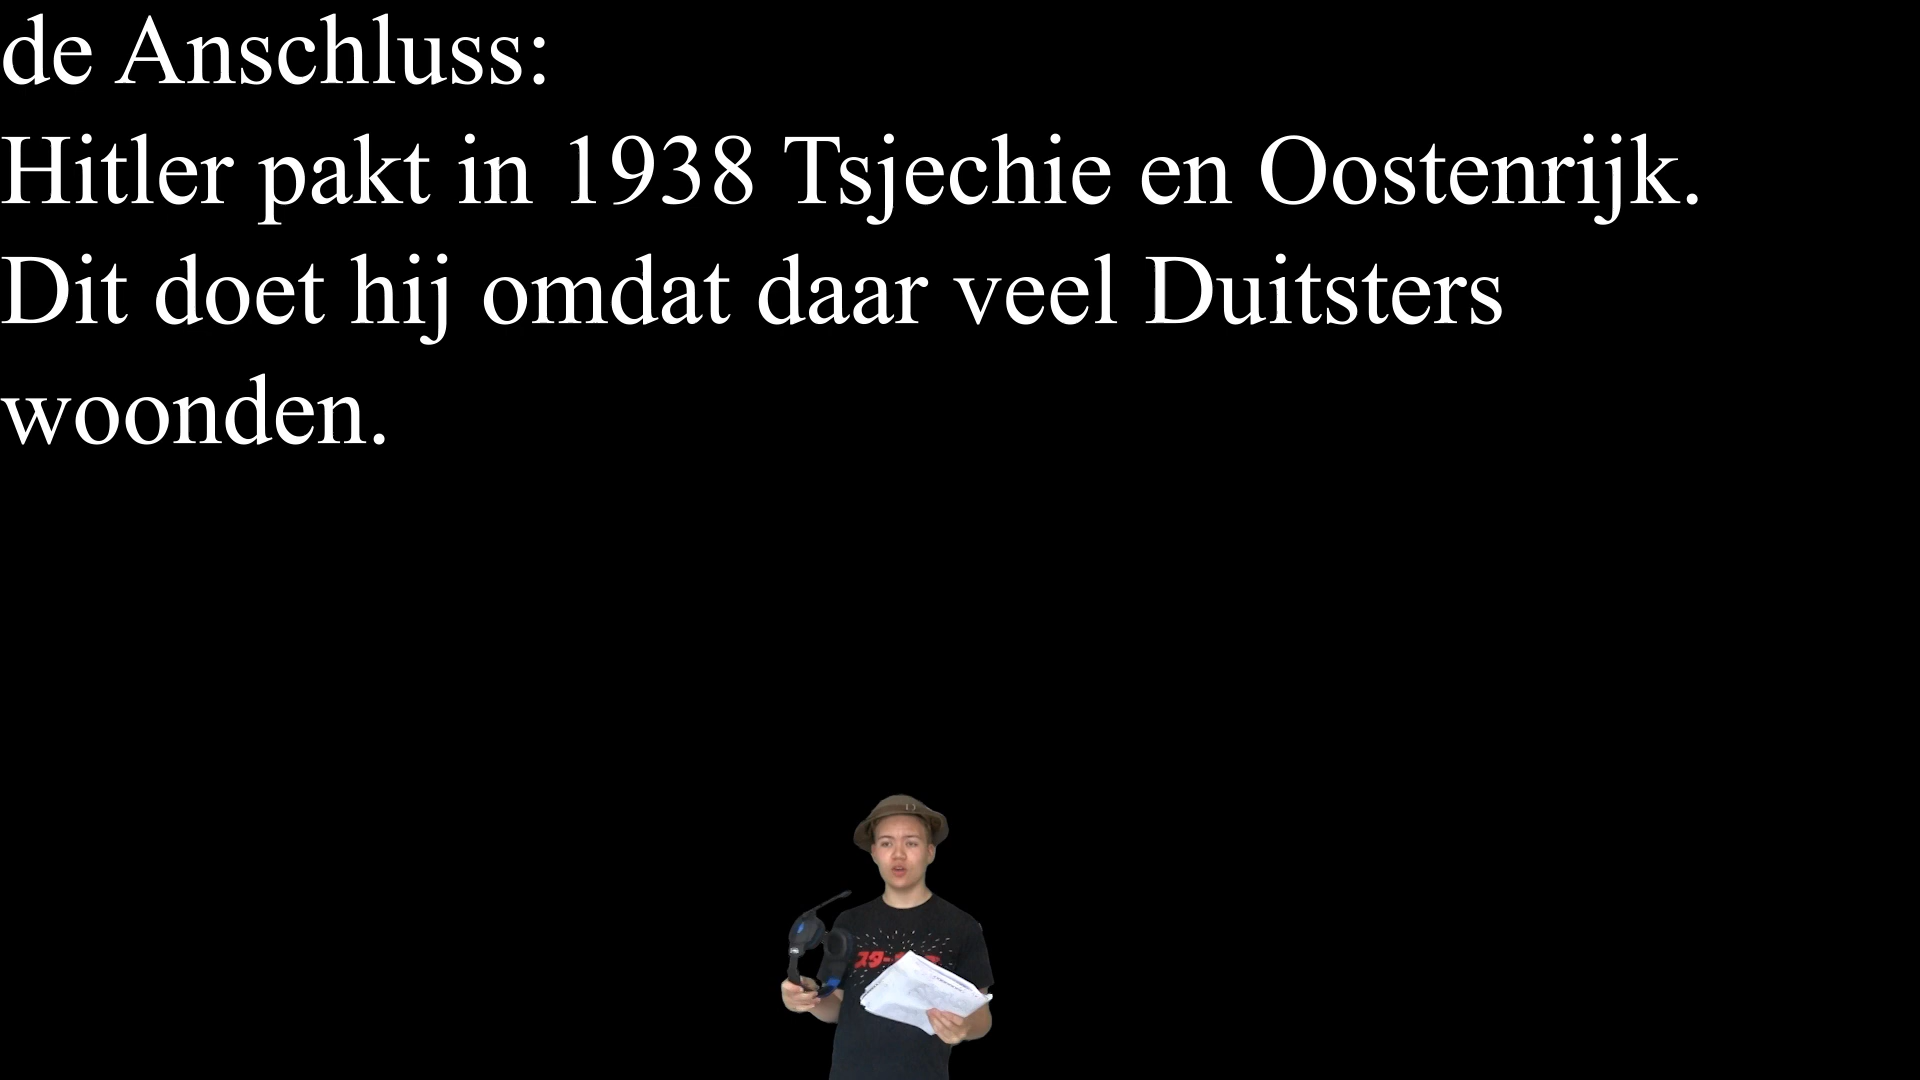 de Anschluss:
Hitler pakt in 1938 Tsjechie en Oostenrijk.
Dit doet hij omdat daar veel Duitsters
woonden.